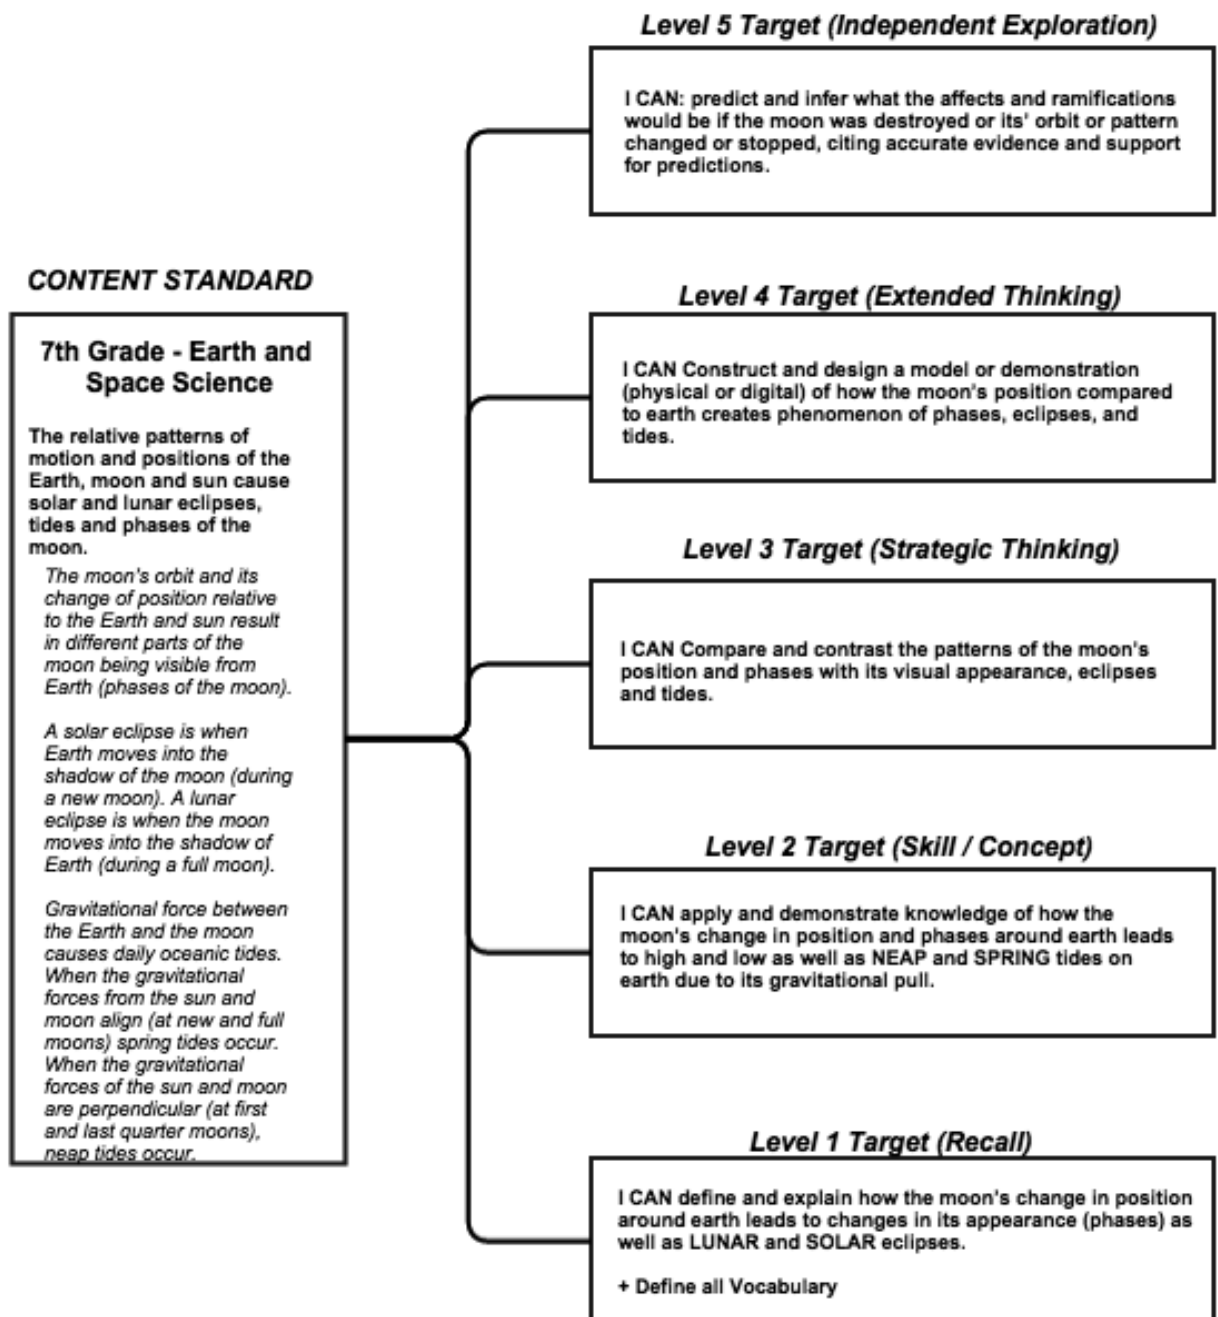 Level 5 Target (Independent Exploration)
I CAN: predict and infer what the affects and ramifications
would be if the moon was destroyed or its' orbit or pattern
changed or stopped, citing accurate evidence and support
for predictions.
CONTENT STANDARD
7th Grade - Earth and
Space Science
The relative patterns of
motion and positions of the
Earth, moon and sun cause
solar and lunar eclipses,
tides and phases of the
moon.
The moon's orbit and its
change of position relative
to the Earth and sun result
in different parts of the
moon being visible from
Earth (phases of the moon).
A solar eclipse is when
Earth moves into the
shadow of the moon (during
a new moon). A lunar
eclipse is when the moon
moves into the shadow of
Earth (during a full moon).
Gravitational force between
the Earth and the moon
causes daily oceanic tides.
When the gravitational
forces from the sun and
moon align (at new and full
moons) spring tides occur.
When the gravitational
forces of the sun and moon
are perpendicular (at first
and last quarter moons),
neap tides occur.
Level 4 Target (Extended Thinking)
I CAN Construct and design a model or demonstration
(physical or digital) of how the moon's position compared
to earth creates phenomenon of phases, eclipses, and
tides.
Level 3 Target (Strategic Thinking)
I CAN Compare and contrast the patterns of the moon's
position and phases with its visual appearance, eclipses
and tides.
Level 2 Target (Skill / Concept)
I CAN apply and demonstrate knowledge of how the
moon's change in position and phases around earth leads
to high and low as well as NEAP and SPRING tides on
earth due to its gravitational pull.
Level 1 Target (Recall)
I CAN define and explain how the moon's change in position
around earth leads to changes in its appearance (phases) as
well as LUNAR and SOLAR eclipses.
+ Define all Vocabulary